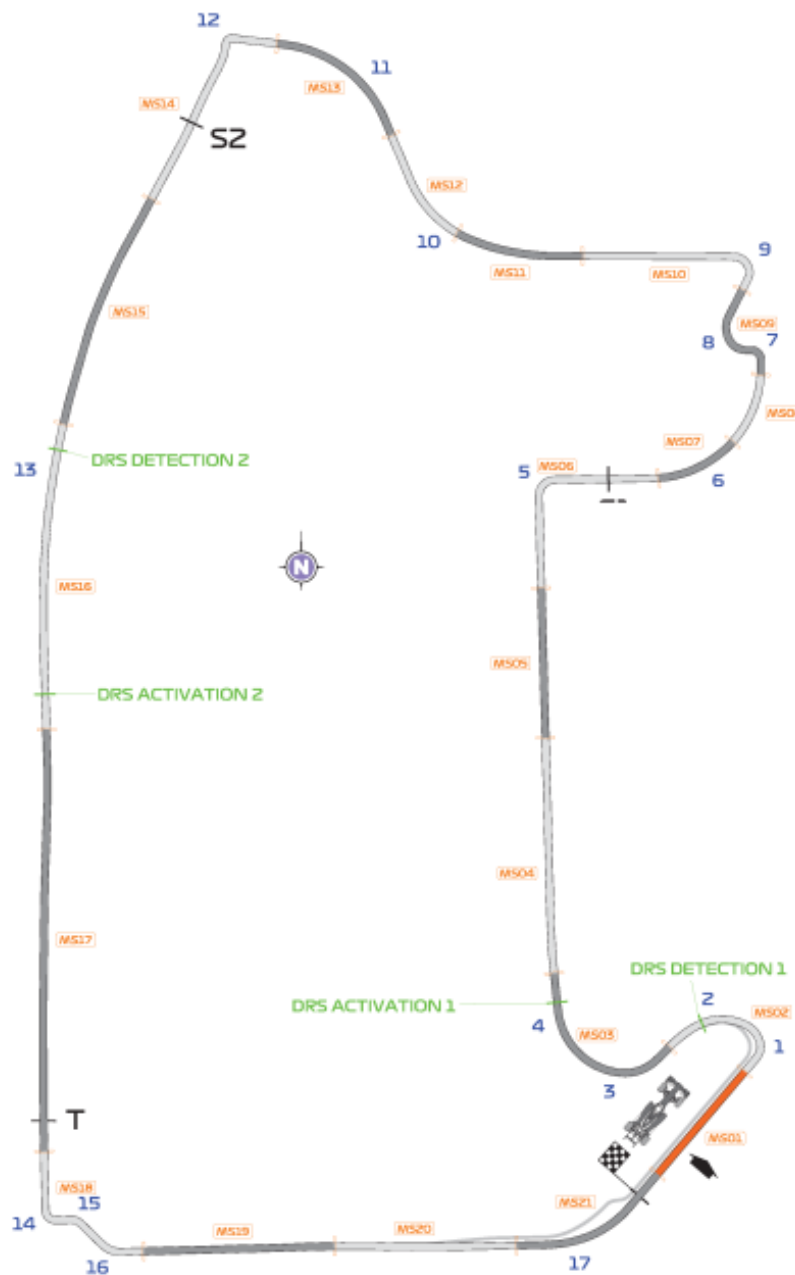 12
11
MS13
MS14
S2
MS12
10
9
MS11
MS10
MS09
8
7
MS15
MS07
13
DRS DETECTION 2
5
MS06
6
N
MS16
MS05
DRS ACTIVATION 2
MS04
MS17
DRS DETECTION 1
DRS ACTIVATION 1
2
MS02
4
MS03
1
3
T
MS01
MS18
15
14
MS21
MS19
MS20
16
17